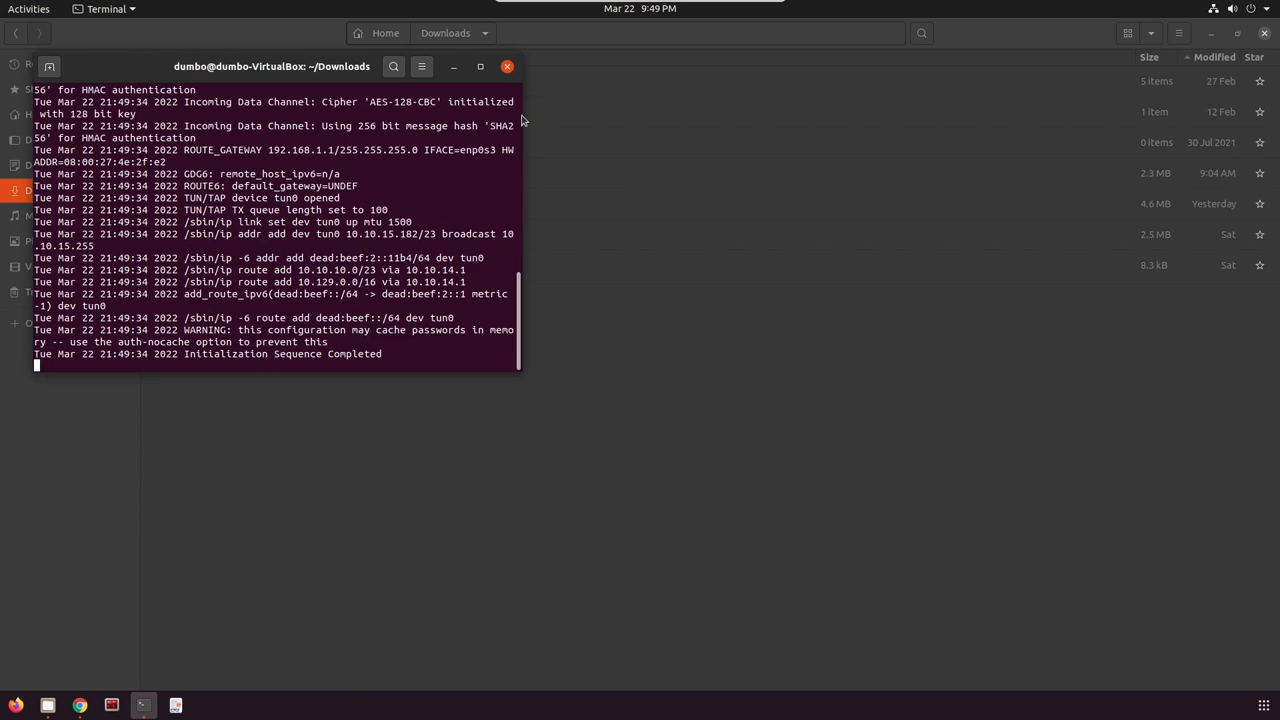 Activities
Terminal
Mar 22 9:49 PM
Home
Downloads
Size
Modified
Star
5 items
27 Feb
1 item
12 Feb
0 items
30 Jul 2021
2.3 MB
9:04 AM
4.6 MB
Yesterday
2.5 MB
Sat
8.3 kB
Sat
dumbo@dumbo-VirtualBox: ~/Downloads
56' for HMAC authentication
Tue Mar 22 21:49:34 2022 Incoming Data Channel: Cipher 'AES-128-CBC' initialized
with 128 bit key
Tue Mar 22 21:49:34 2022 Incoming Data Channel: Using 256 bit message hash 'SHA2
56' for HMAC authentication
Tue Mar 22 21:49:34 2022 ROUTE_GATEWAY 192.168.1.1/255.255.255.0 IFACE=enp0s3 HW
ADDR=08:00:27:4e:2f:e2
Tue Mar 22 21:49:34 2022 GDG6: remote_host_ipv6=n/a
Tue Mar 22 21:49:34 2022 ROUTE6: default_gateway=UNDEF
Tue Mar 22 21:49:34 2022 TUN/TAP device tun0 opened
Tue Mar 22 21:49:34 2022 TUN/TAP TX queue length set to 100
Tue Mar 22 21:49:34 2022 /sbin/ip link set dev tun0 up mtu 1500
Tue Mar 22 21:49:34 2022 /sbin/ip addr add dev tun0 10.10.15.182/23 broadcast 10
.10.15.255
Tue Mar 22 21:49:34 2022 /sbin/ip -6 addr add dead:beef:2::11b4/64 dev tun0
Tue Mar 22 21:49:34 2022 /sbin/ip route add 10.10.10.0/23 via 10.10.14.1
Tue Mar 22 21:49:34 2022 /sbin/ip route add 10.129.0.0/16 via 10.10.14.1
Tue Mar 22 21:49:34 2022 add_route_ipv6(dead:beef::/64 -> dead:beef:2::1 metric
-1) dev tun0
Tue Mar 22 21:49:34 2022 /sbin/ip -6 route add dead:beef::/64 dev tun0
Tue Mar 22 21:49:34 2022 WARNING: this configuration may cache passwords in memo
ry -- use the auth-nocache option to prevent this
Tue Mar 22 21:49:34 2022 Initialization Sequence Completed